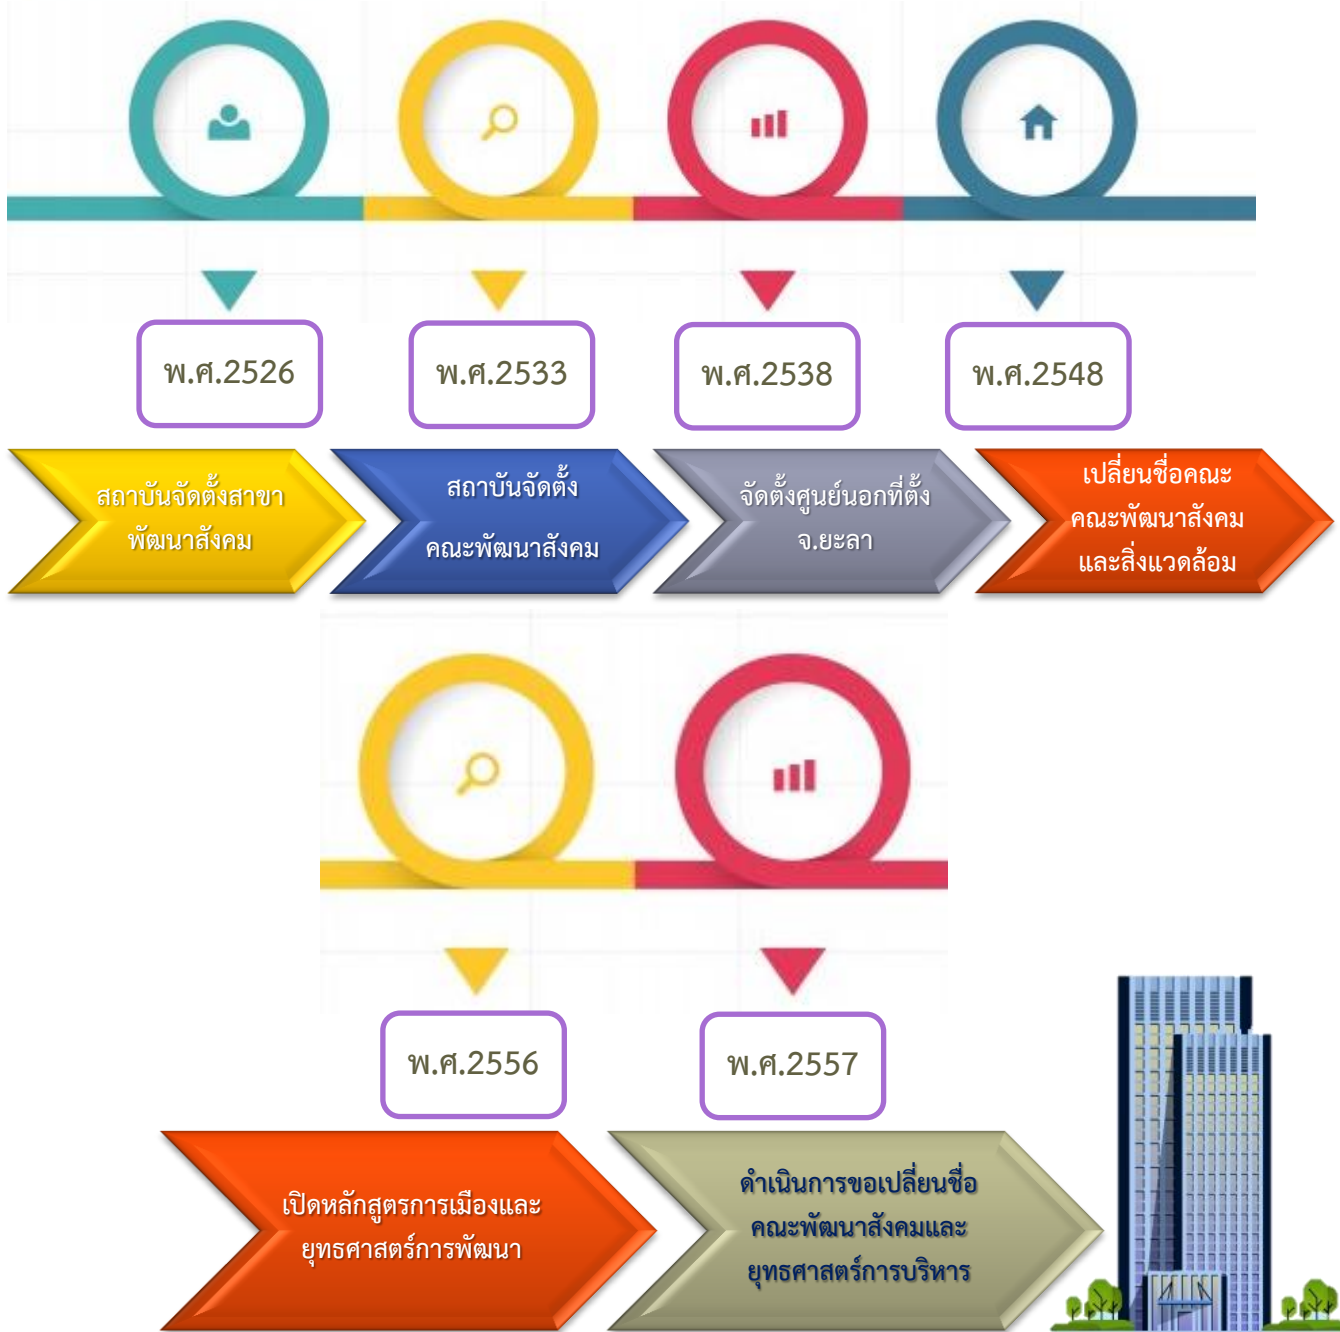 พ.ศ.2526
พ.ศ.2533
พ.ศ.2538
พ.ศ.2548
สถาบันจัดตั้งสาขา
พัฒนาสังคม
สถาบันจัดตั้ง
คณะพัฒนาสังคม
จัดตั้งศูนย์นอกที่ตั้ง
จ.ยะลา
เปลี่ยนชื่อคณะ
คณะพัฒนาสังคม
และสิ่งแวดล้อม
พ.ศ.2556
พ.ศ.2557
เปิดหลักสูตรการเมืองและ
ยุทธศาสตร์การพัฒนา
ดำเนินการขอเปลี่ยนชื่อ
คณะพัฒนาสังคมและ
ยุทธศาสตร์การบริหาร